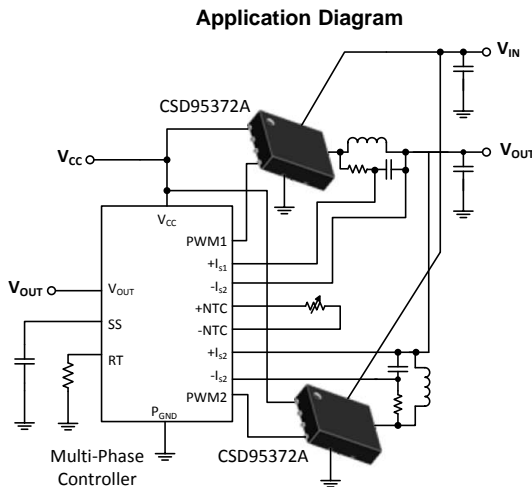 Application Diagram
V_IN
CSD95372A
V_OUT
V_CC
V_CC
PWM1
+I_s1
-I_s2
V_OUT
V_OUT
+NTC
SS
-NTC
RT
+I_s2
-I_s2
PWM2
P_GND
Multi-Phase
Controller
CSD95372A